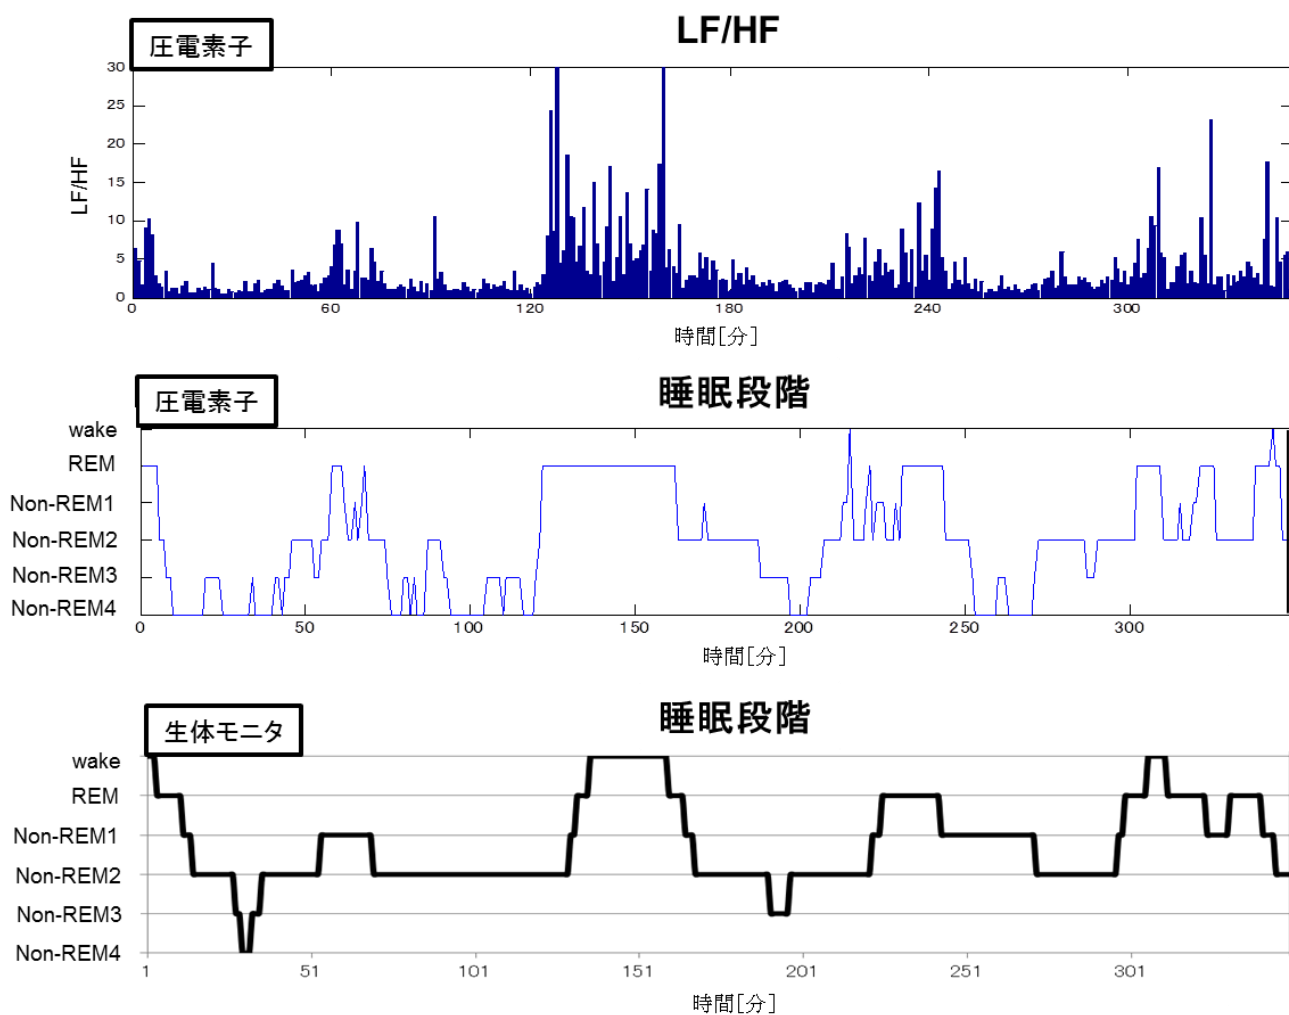 圧電素子
LF/HF
30
25
20
15
10
5
0
LF/HF
0 60 120 180 240 300
時間[分]
圧電素子
睡眠段階
wake
REM
Non-REM1
Non-REM2
Non-REM3
Non-REM4
0 50 100 150 200 250 300
時間[分]
生体モニタ
睡眠段階
wake
REM
Non-REM1
Non-REM2
Non-REM3
Non-REM4
1 51 101 151 201 251 301
時間[分]